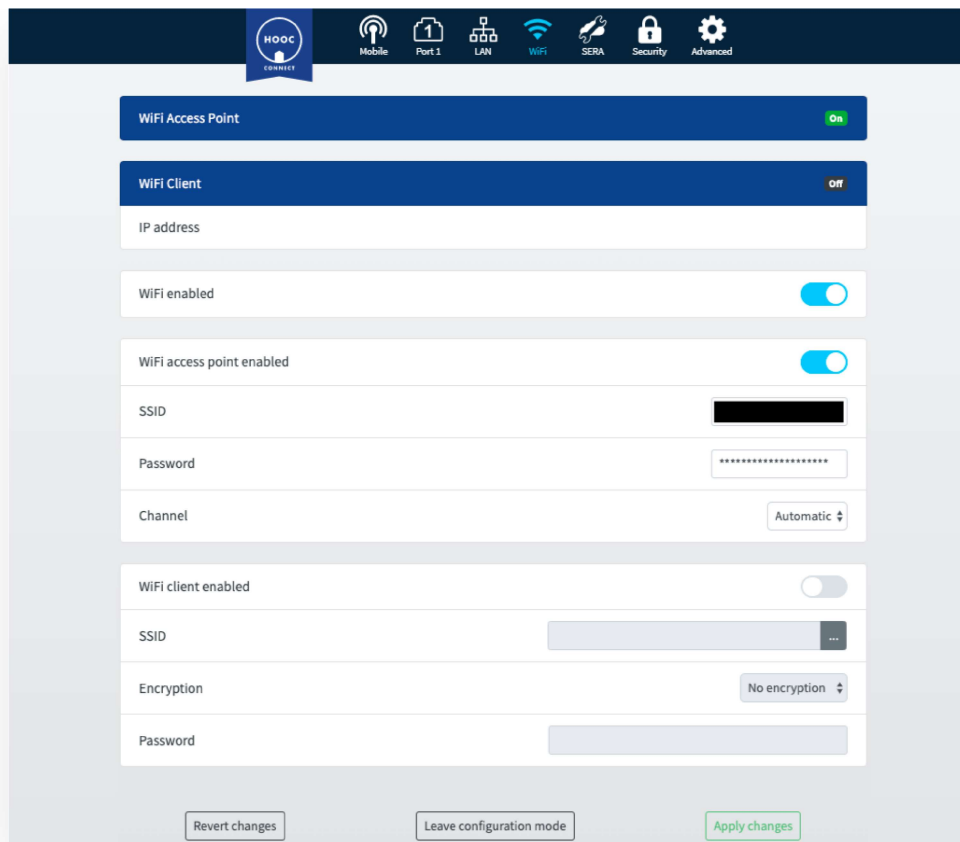 HOOC
CONNECT
Mobile
1
Port 1
LAN
WiFi
SERA
Security
Advanced
WiFi Access Point On
WiFi Client Off
IP address
WiFi enabled
WiFi access point enabled
SSID
Password ********************
Channel Automatic
WiFi client enabled
SSID ...
Encryption No encryption
Password
Revert changes Leave configuration mode Apply changes